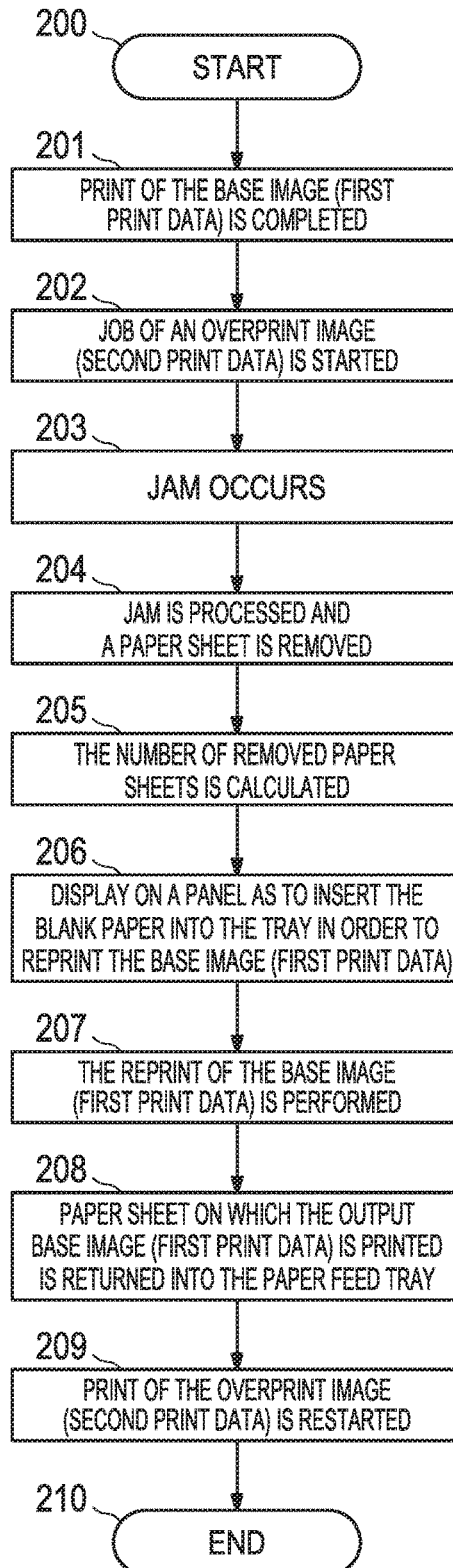 200
START
201
PRINT OF THE BASE IMAGE (FIRST
PRINT DATA) IS COMPLETED
202
JOB OF AN OVERPRINT IMAGE
(SECOND PRINT DATA) IS STARTED
203
JAM OCCURS
204
JAM IS PROCESSED AND
A PAPER SHEET IS REMOVED
205
THE NUMBER OF REMOVED PAPER
SHEETS IS CALCULATED
206
DISPLAY ON A PANEL AS TO INSERT THE
BLANK PAPER INTO THE TRAY IN ORDER TO
REPRINT THE BASE IMAGE (FIRST PRINT DATA)
207
THE REPRINT OF THE BASE IMAGE
(FIRST PRINT DATA) IS PERFORMED
208
PAPER SHEET ON WHICH THE OUTPUT
BASE IMAGE (FIRST PRINT DATA) IS PRINTED
IS RETURNED INTO THE PAPER FEED TRAY
209
PRINT OF THE OVERPRINT IMAGE
(SECOND PRINT DATA) IS RESTARTED
210
END